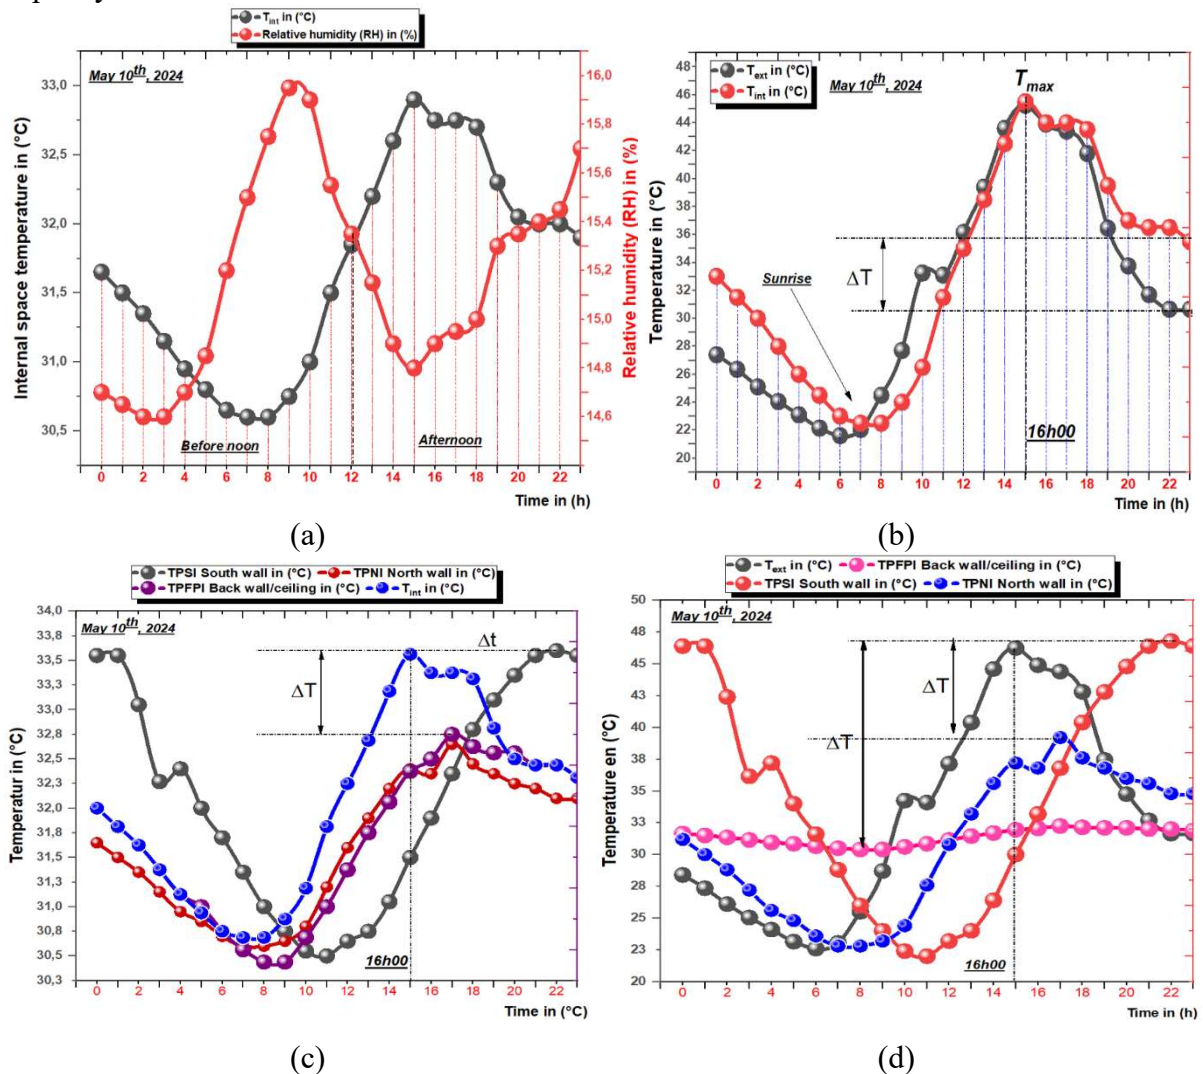 T_int in (°C)
Relative humidity (RH) in (%)
May 10th, 2024
33,0
32,5
32,0
31,5
31,0
30,5
Internal space temperature in (°C)
16,0
15,8
15,6
15,4
15,2
15,0
14,8
14,6
Relative humidity (RH) in (%)
Before noon
Afternoon
0 2 4 6 8 10 12 14 16 18 20 22
Time in (h)
(a)
T_ext in (°C)
T_int in (°C)
May 10th, 2024
T_max
48
46
44
42
40
38
36
33
30
28
26
24
22
19
Temperature in (°C)
ΔT
Sunrise
16h00
0 2 4 6 8 10 12 14 16 18 20 22
Time in (h)
(b)
TPSI South wall in (°C) TPNI North wall in (°C)
TPFPI Back wall/ceiling in (°C) T_int in (°C)
May 10th, 2024
34,0
33,8
33,5
33,3
33,0
32,8
32,5
32,3
32,0
31,8
31,5
31,3
31,0
30,8
30,5
30,3
Temperatur in (°C)
Δt
ΔT
16h00
0 2 4 6 8 10 12 14 16 18 20 22
Time in (°C)
(c)
T_ext in (°C) TPFPI Back wall/ceiling in (°C)
TPSI South wall in (°C) TPNI North wall in (°C)
May 10th, 2024
50
48
45
43
40
38
35
33
30
28
25
23
20
Temperature en (°C)
ΔT
ΔT
16h00
0 2 4 6 8 10 12 14 16 18 20 22
Time in (h)
(d)